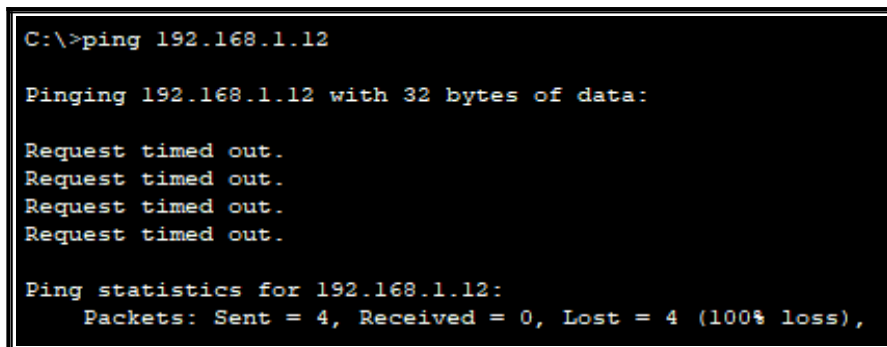 C:\>ping 192.168.1.12
Pinging 192.168.1.12 with 32 bytes of data:
Request timed out.
Request timed out.
Request timed out.
Request timed out.
Ping statistics for 192.168.1.12:
Packets: Sent = 4, Received = 0, Lost = 4 (100% loss),